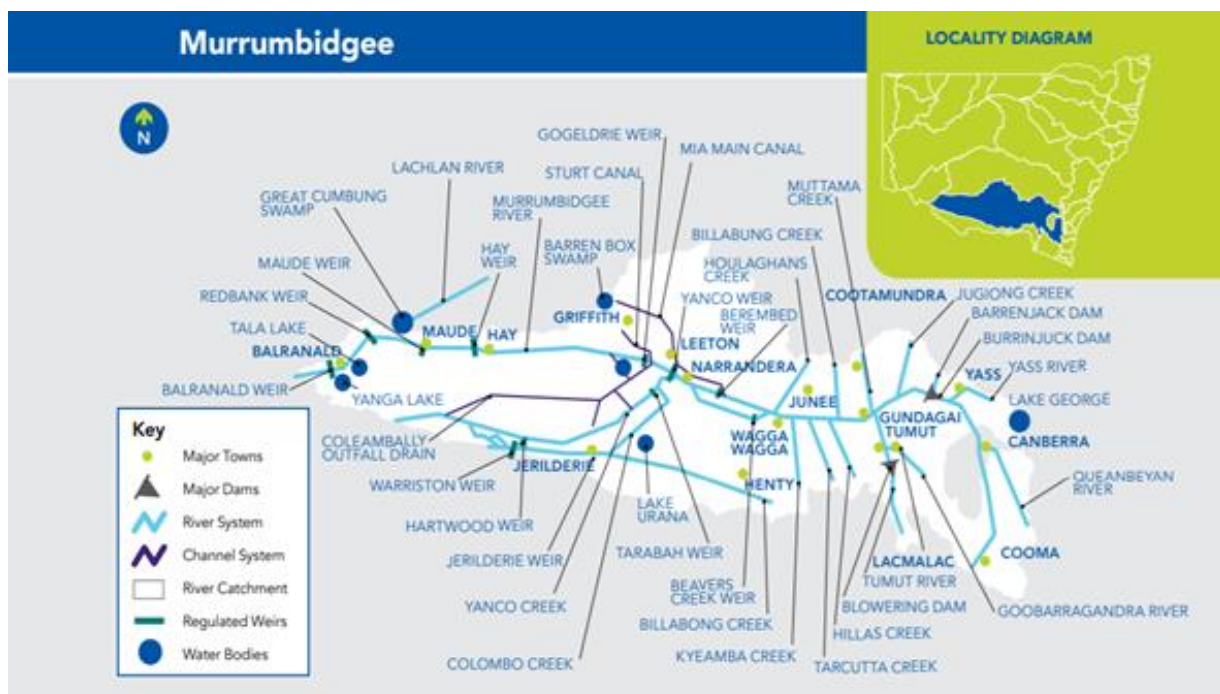 Murrumbidgee
LOCALITY DIAGRAM
N
GOGELDRIE WEIR
MIA MAIN CANAL
LACHLAN RIVER
STURT CANAL
MUTTAMA
CREEK
GREAT CUMBUNG
SWAMP
MURRUMBIDGEE
RIVER
BILLABUNG CREEK
HAY
WEIR
BARREN BOX
SWAMP
HOULAGHANS
CREEK
MAUDE WEIR
REDBANK WEIR
YANCO WEIR
COOTAMUNDRA
JUGIONG CREEK
BEREMBED
WEIR
BARRENJACK DAM
TALA LAKE
MAUDE
HAY
GRIFFITH
BURRINJUCK DAM
BALRANALD
LEETON
NARRANDERA
YASS
YASS RIVER
BALRANALD WEIR
YANGA LAKE
JUNEE
LAKE GEORGE
GUNDAGAI
TUMUT
CANBERRA
WAGGA
WAGGA
COLEAMBALLY
OUTFALL DRAIN
JERILDERIE
HENTY
QUEANBEYAN
RIVER
WARRISTON WEIR
LAKE
URANA
HARTWOOD WEIR
TARABAH WEIR
JERILDERIE WEIR
LACMALAC
COOMA
TUMUT RIVER
BEAVERS
CREEK WEIR
YANCO CREEK
BLOWERING DAM
GOOBARRAGANDRA RIVER
BILLABONG CREEK
HILLAS CREEK
KYEAMBA CREEK
COLOMBO CREEK
TARCUTTA CREEK
Key
Major Towns
Major Dams
River System
Channel System
River Catchment
Regulated Weirs
Water Bodies